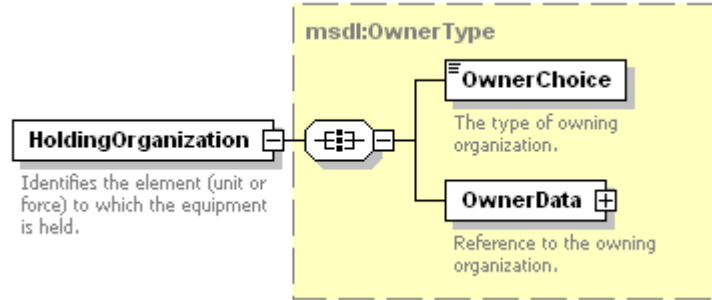 msdl:OwnerType
OwnerChoice
The type of owning
organization.
HoldingOrganization
Identifies the element (unit or
force) to which the equipment
is held.
OwnerData
Reference to the owning
organization.